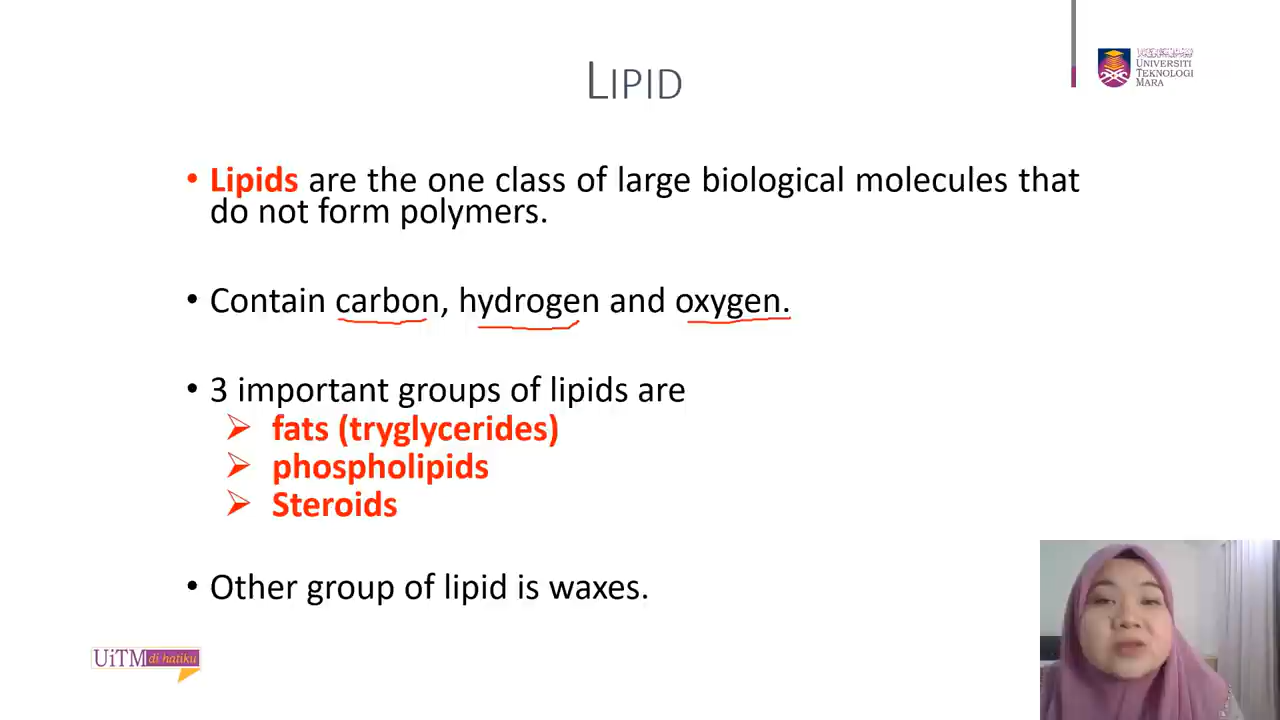 LIPID
UNIVERSITI
TEKNOLOGI
MARA
• Lipids are the one class of large biological molecules that
do not form polymers.
• Contain carbon, hydrogen and oxygen.
• 3 important groups of lipids are
➢ fats (tryglycerides)
➢ phospholipids
➢ Steroids
• Other group of lipid is waxes.
UiTM di hatiku